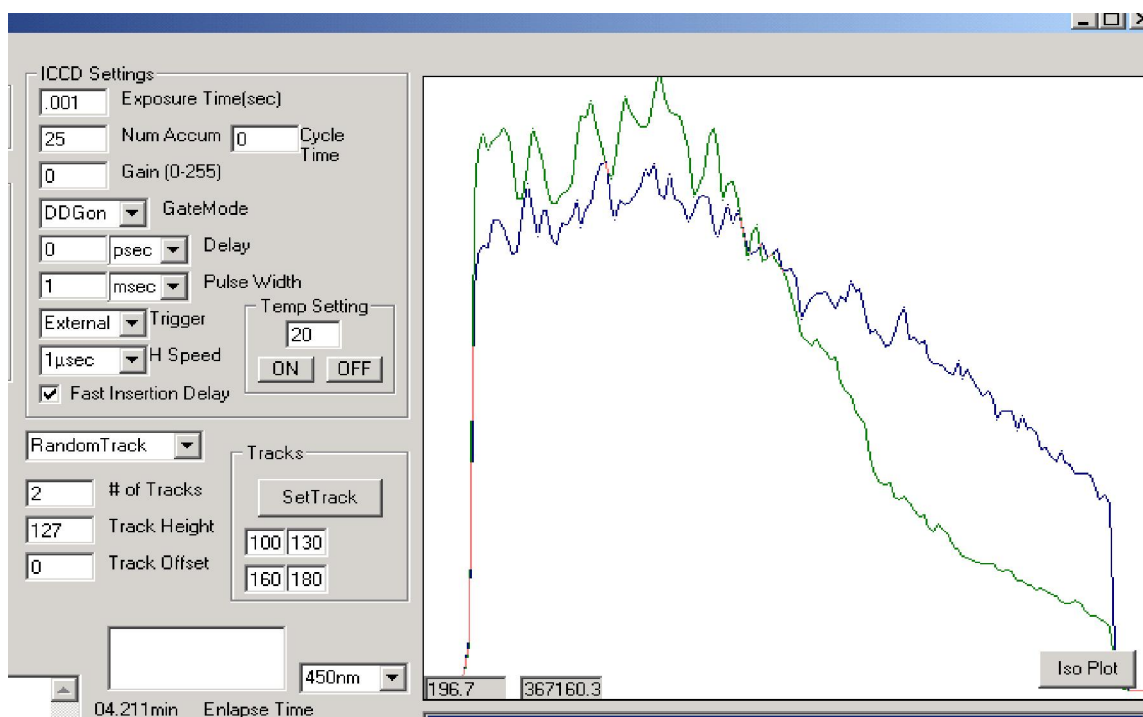 ICCD Settings
.001 Exposure Time(sec)
25 Num Accum 0 Cycle Time
0 Gain (0-255)
DDGon GateMode
0 psec Delay
1 msec Pulse Width
External Trigger
Temp Setting
20
1µsec H Speed
ON OFF
Fast Insertion Delay
RandomTrack
Tracks
2 # of Tracks
SetTrack
127 Track Height
100 130
0 Track Offset
160 180
450nm
04.211min Enlapse Time
196.7 367160.3
Iso Plot